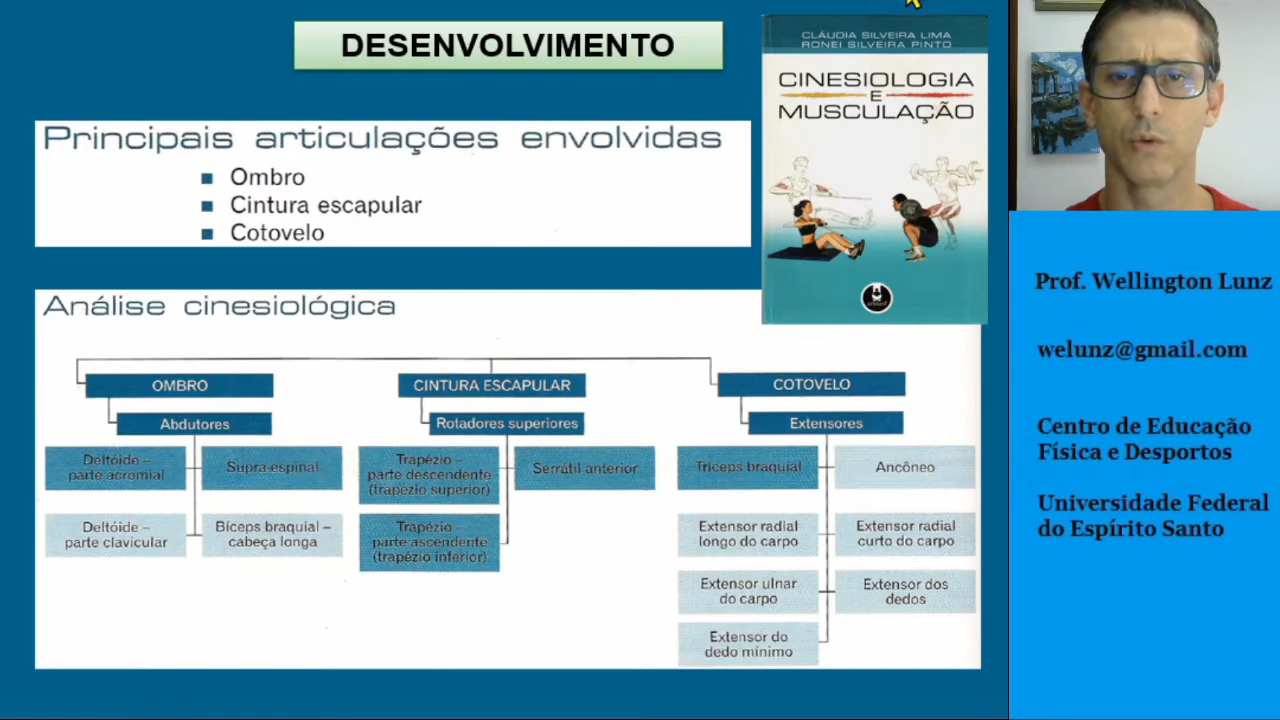 DESENVOLVIMENTO
CLÁUDIA SILVEIRA LIMA
RONEI SILVEIRA PINTO
CINESIOLOGIA
E
MUSCULAÇÃO
Principais articulações envolvidas
Ombro
Cintura escapular
Cotovelo
Análise cinesiológica
OMBRO
Abdutores
Deltóide –
parte acromial
Supra-espinal
Deltóide –
parte clavicular
Bíceps braquial –
cabeça longa
CINTURA ESCAPULAR
Rotadores superiores
Trapézio –
parte descendente
(trapézio superior)
Serrátil anterior
Trapézio –
parte ascendente
(trapézio inferior)
COTOVELO
Extensores
Tríceps braquial
Ancôneo
Extensor radial
longo do carpo
Extensor radial
curto do carpo
Extensor ulnar
do carpo
Extensor dos
dedos
Extensor do
dedo mínimo
Prof. Wellington Lunz
welunz@gmail.com
Centro de Educação
Física e Desportos
Universidade Federal
do Espírito Santo